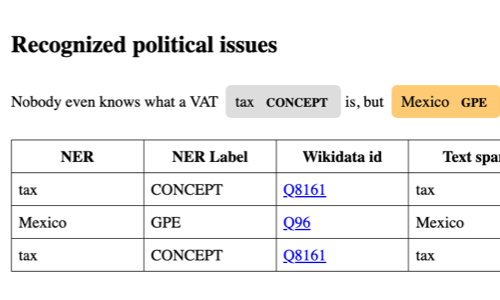 Recognized political issues
Nobody even knows what a VAT tax CONCEPT is, but Mexico GPE
NER NER Label Wikidata id Text spa
tax CONCEPT Q8161 tax
Mexico GPE Q96 Mexico
tax CONCEPT Q8161 tax